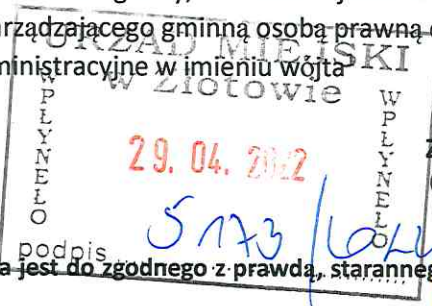 rządzającego gminną osobą prawną
ministracyjne w imieniu wójta
URZĄD MIEJSKI
w Złotowie
WPŁYNĘŁO
WPŁYNĘŁO
29. 04. 2022
5173/
podpis
a jest do zgodnego z prawdą, staranneg